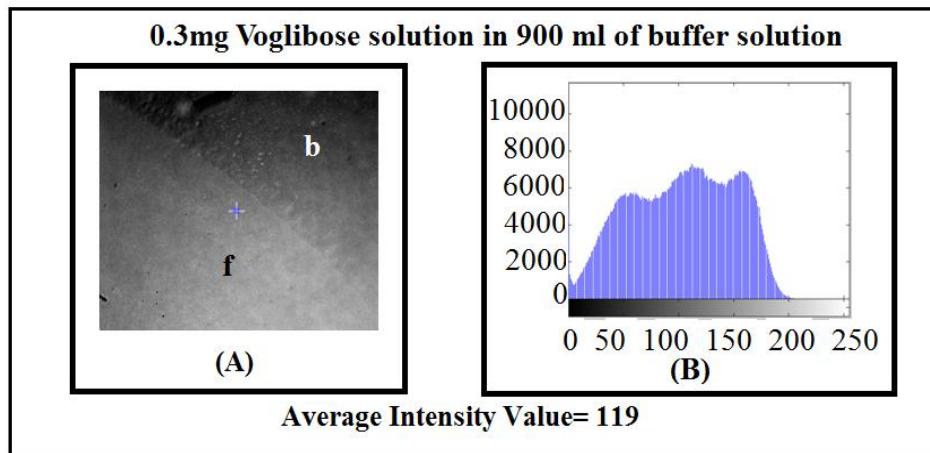 0.3mg Voglibose solution in 900 ml of buffer solution
b
f
(A)
10000
8000
6000
4000
2000
0
0 50 100 150 200 250
(B)
Average Intensity Value= 119